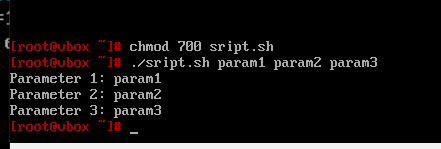 [root@vbox ~]# chmod 700 sript.sh
[root@vbox ~]# ./sript.sh param1 param2 param3
Parameter 1: param1
Parameter 2: param2
Parameter 3: param3
[root@vbox ~]# _